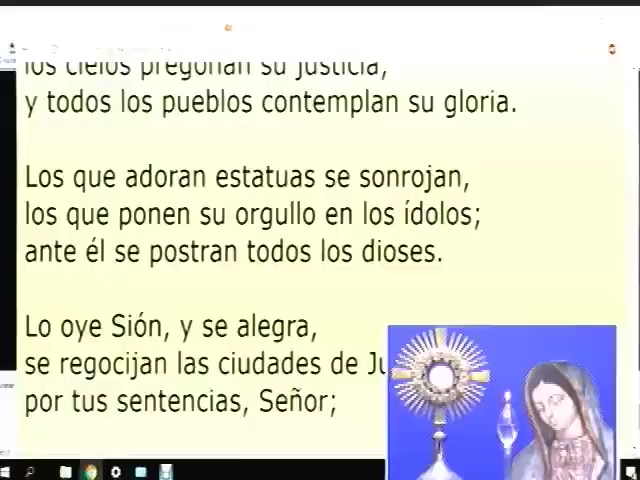 los cielos pregonan su justicia,
y todos los pueblos contemplan su gloria.
Los que adoran estatuas se sonrojan,
los que ponen su orgullo en los ídolos;
ante él se postran todos los dioses.
Lo oye Sión, y se alegra,
se regocijan las ciudades de Ju
por tus sentencias, Señor;